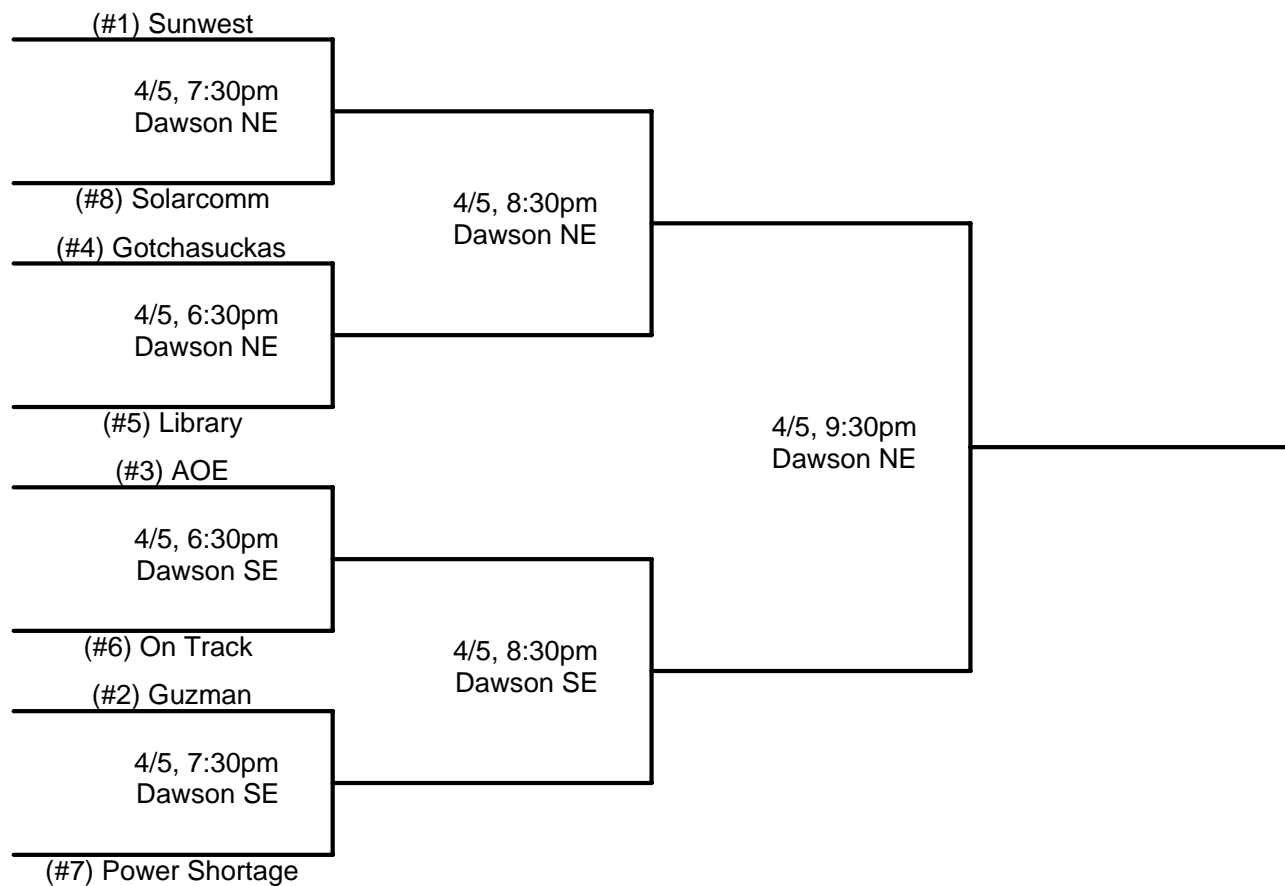 (#1) Sunwest
4/5, 7:30pm
Dawson NE
(#8) Solarcomm
4/5, 8:30pm
Dawson NE
(#4) Gotchasuckas
4/5, 6:30pm
Dawson NE
(#5) Library
4/5, 9:30pm
Dawson NE
(#3) AOE
4/5, 6:30pm
Dawson SE
(#6) On Track
4/5, 8:30pm
Dawson SE
(#2) Guzman
4/5, 7:30pm
Dawson SE
(#7) Power Shortage